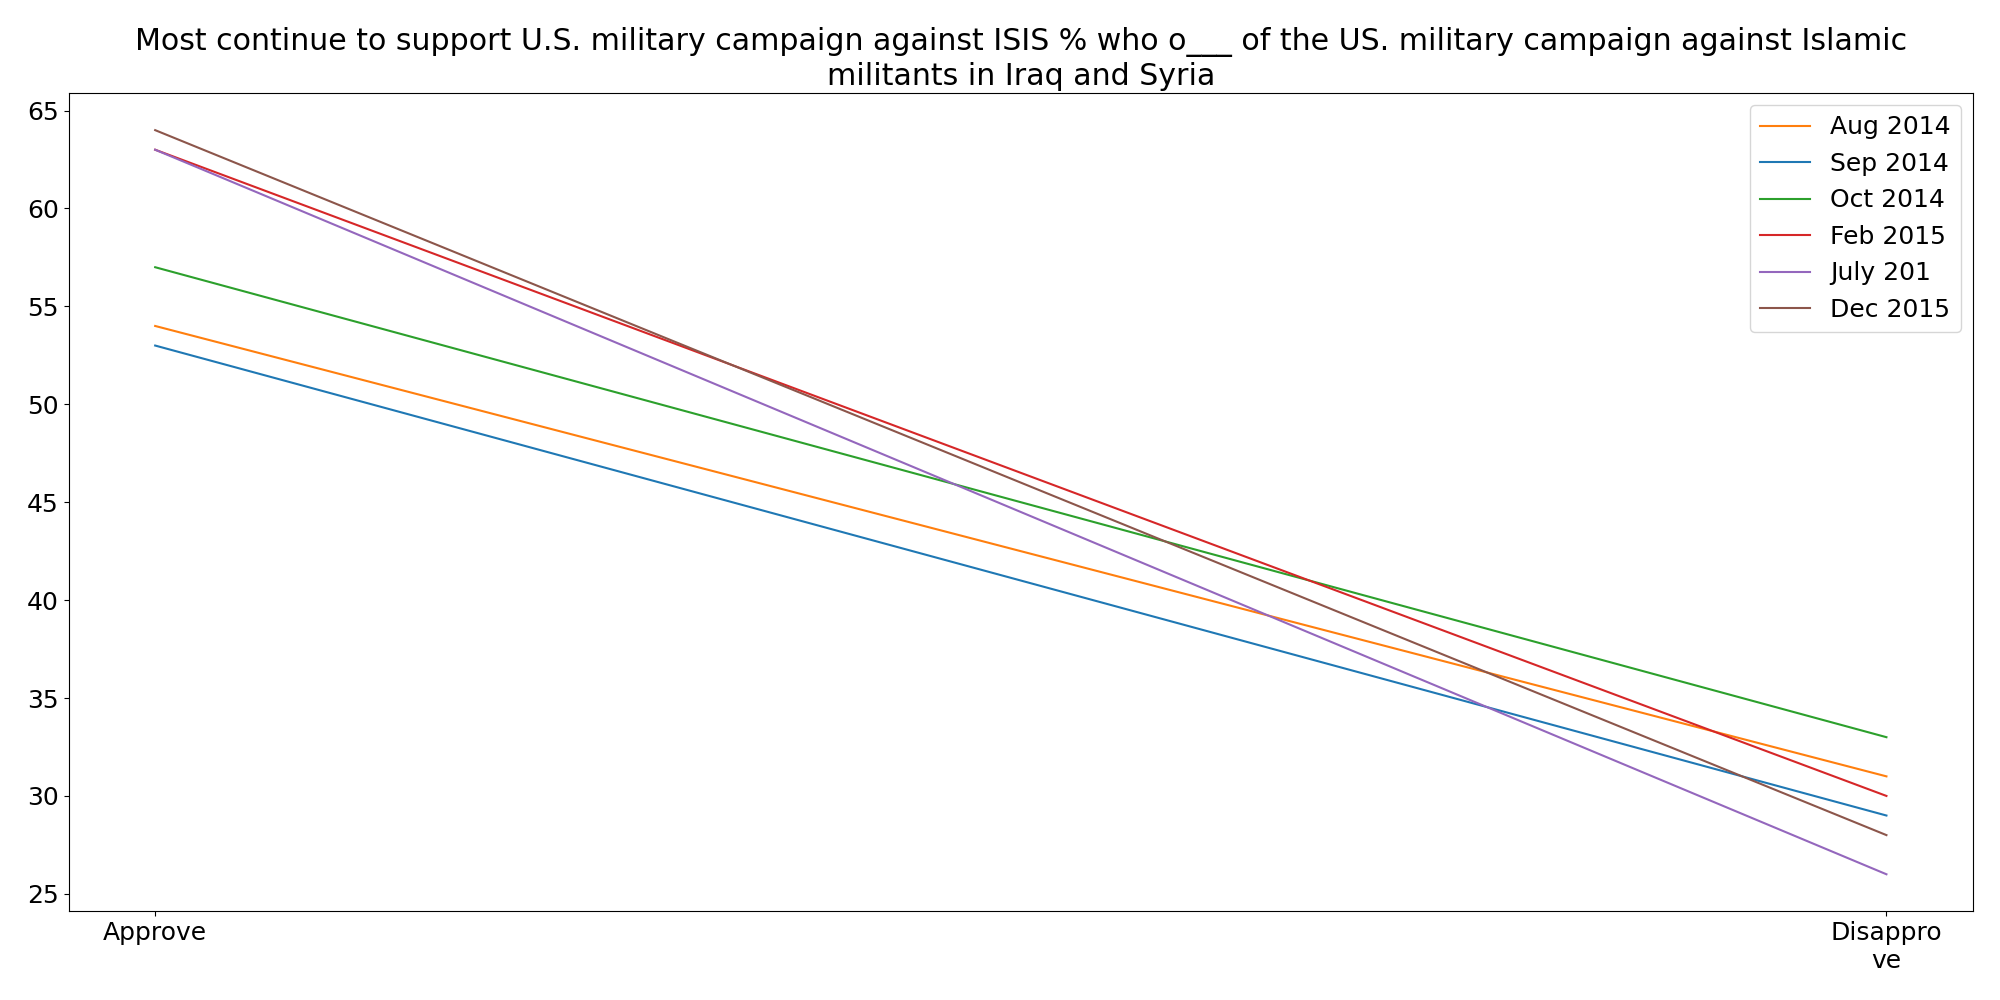 Most continue to support U.S. military campaign against ISIS % who o___ of the US. military campaign against Islamic
militants in Iraq and Syria
65
60
55
50
45
40
35
30
25
Aug 2014
Sep 2014
Oct 2014
Feb 2015
July 201
Dec 2015
Approve
Disappro
ve